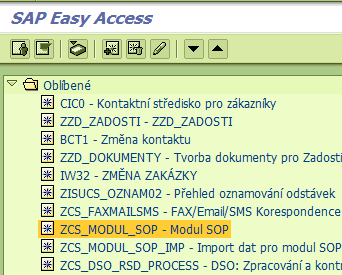 SAP Easy Access
Oblíbené
CIC0 - Kontaktní středisko pro zákazníky
ZZD_ZADOSTI - ZZD_ZADOSTI
BCT1 - Změna kontaktu
ZZD_DOKUMENTY - Tvorba dokumenty pro Zadosti
IW32 - ZMĚNA ZAKÁZKY
ZISUCS_OZNAM02 - Přehled oznamování odstávek
ZCS_FAXMAILSMS - FAX/Email/SMS Korespondence
ZCS_MODUL_SOP - Modul SOP
ZCS_MODUL_SOP_IMP - Import dat pro modul SOP
ZCS_DSO_RSD_PROCESS - DSO: Zpracování a kontr